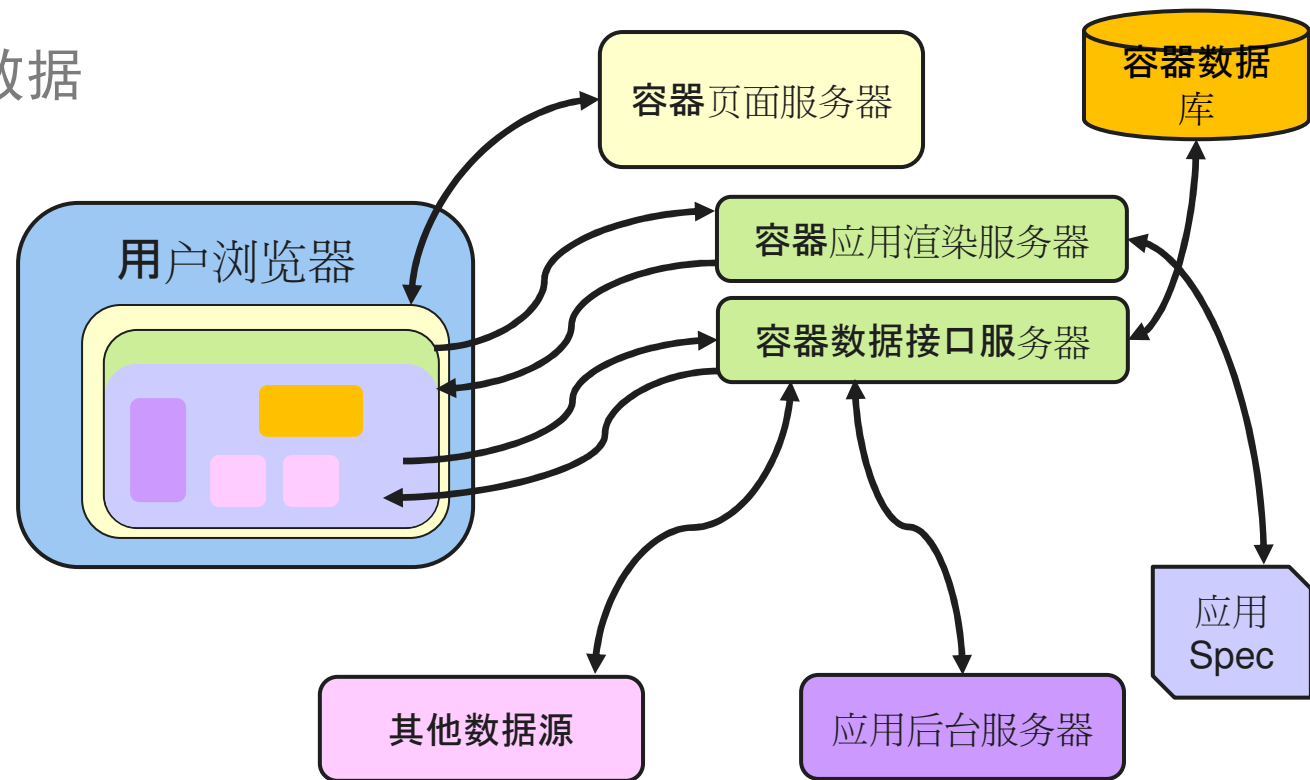 数据
容器页面服务器
容器数据
库
用户浏览器
容器应用渲染服务器
容器数据接口服务器
应用
Spec
其他数据源
应用后台服务器